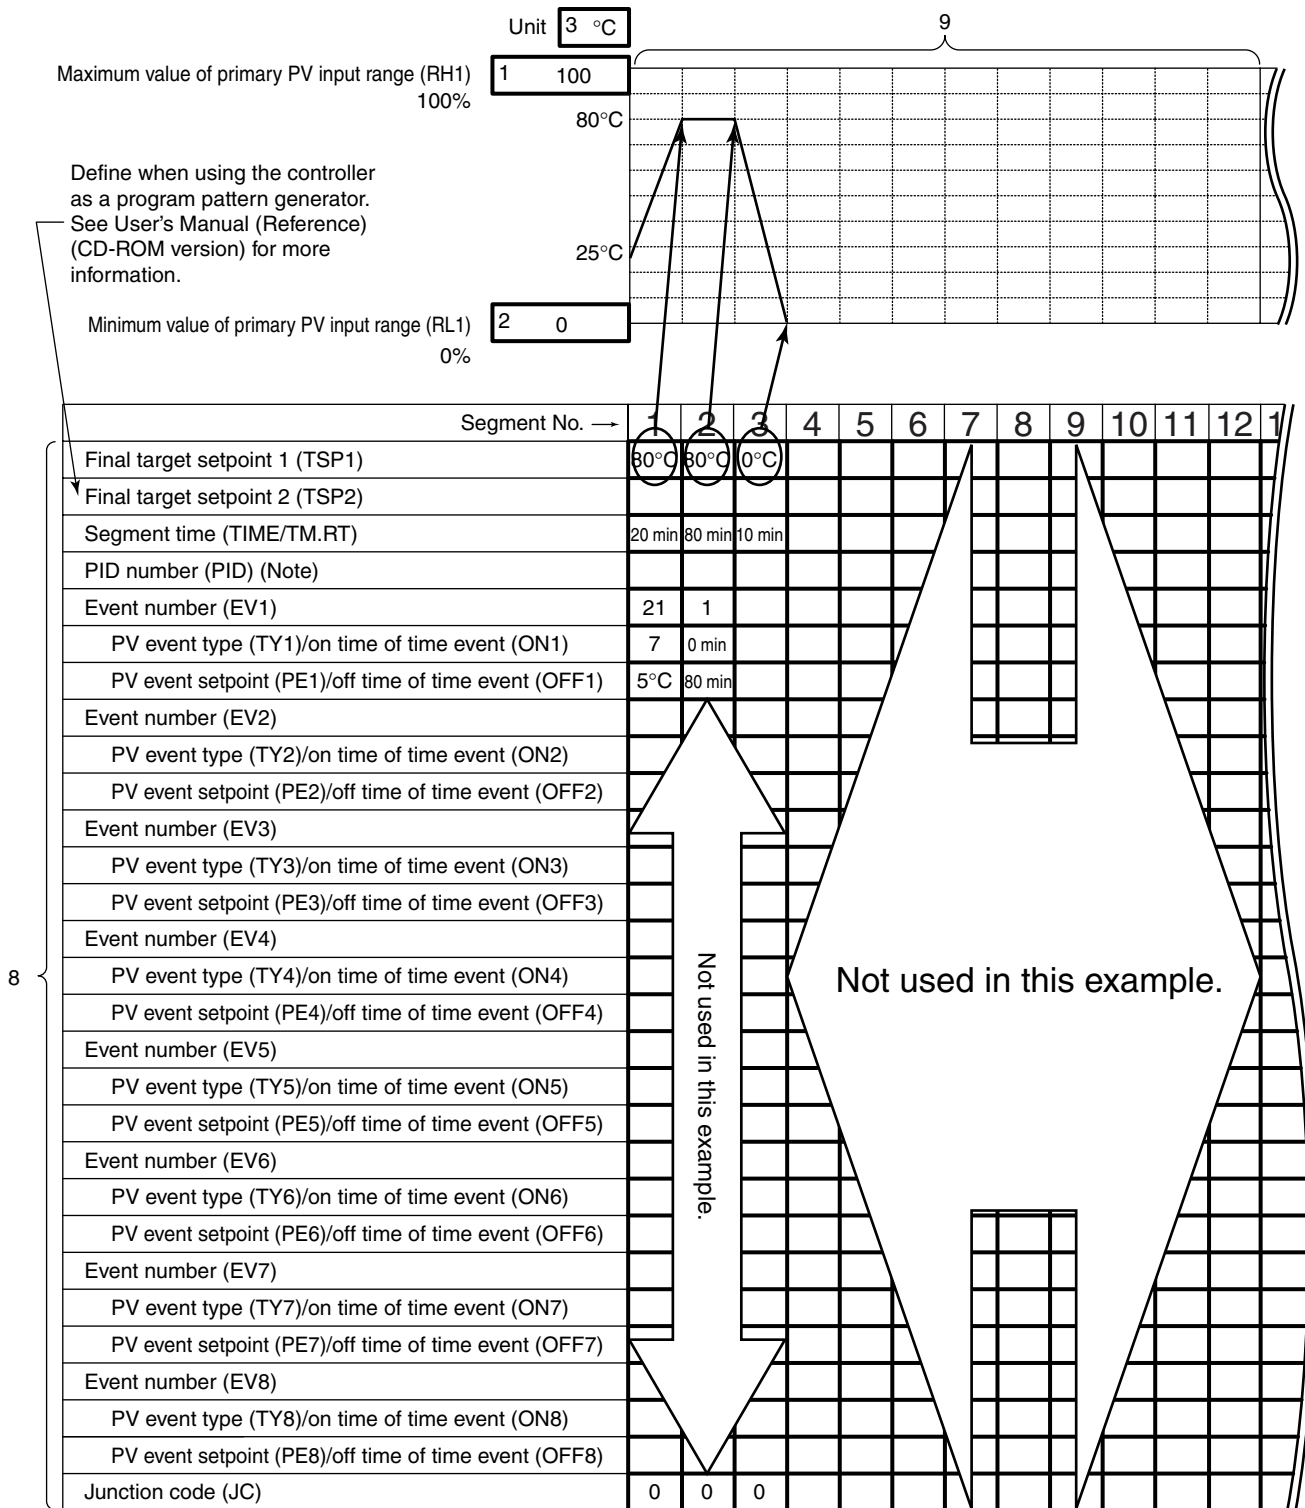 Unit 3 °C
9
Maximum value of primary PV input range (RH1) 1 100
100%
80°C
Define when using the controller
as a program pattern generator.
See User's Manual (Reference)
(CD-ROM version) for more
information.
25°C
Minimum value of primary PV input range (RL1) 2 0
0%
Segment No. → 1 2 3 4 5 6 7 8 9 10 11 12 1
Final target setpoint 1 (TSP1) 80°C 80°C 0°C
Final target setpoint 2 (TSP2)
Segment time (TIME/TM.RT) 20 min 80 min 10 min
PID number (PID) (Note)
Event number (EV1) 21 1
PV event type (TY1)/on time of time event (ON1) 7 0 min
PV event setpoint (PE1)/off time of time event (OFF1) 5°C 80 min
Event number (EV2)
PV event type (TY2)/on time of time event (ON2)
PV event setpoint (PE2)/off time of time event (OFF2)
Event number (EV3)
PV event type (TY3)/on time of time event (ON3)
PV event setpoint (PE3)/off time of time event (OFF3)
Event number (EV4)
8
PV event type (TY4)/on time of time event (ON4)
Not used in this example.
Not used in this example.
PV event setpoint (PE4)/off time of time event (OFF4)
Event number (EV5)
PV event type (TY5)/on time of time event (ON5)
PV event setpoint (PE5)/off time of time event (OFF5)
Event number (EV6)
PV event type (TY6)/on time of time event (ON6)
PV event setpoint (PE6)/off time of time event (OFF6)
Event number (EV7)
PV event type (TY7)/on time of time event (ON7)
PV event setpoint (PE7)/off time of time event (OFF7)
Event number (EV8)
PV event type (TY8)/on time of time event (ON8)
PV event setpoint (PE8)/off time of time event (OFF8)
Junction code (JC) 0 0 0